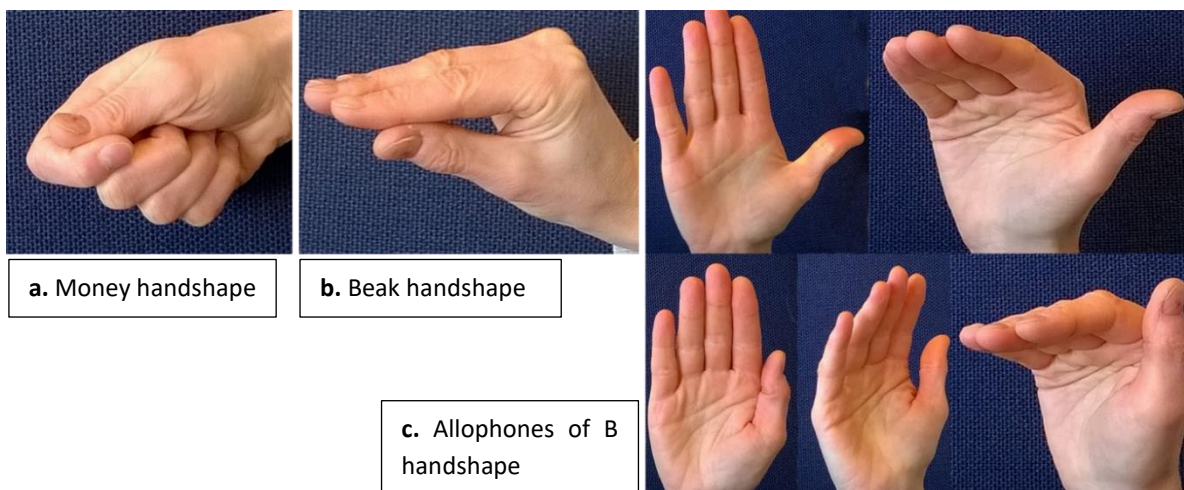 a. Money handshape
b. Beak handshape
c. Allophones of B
handshape